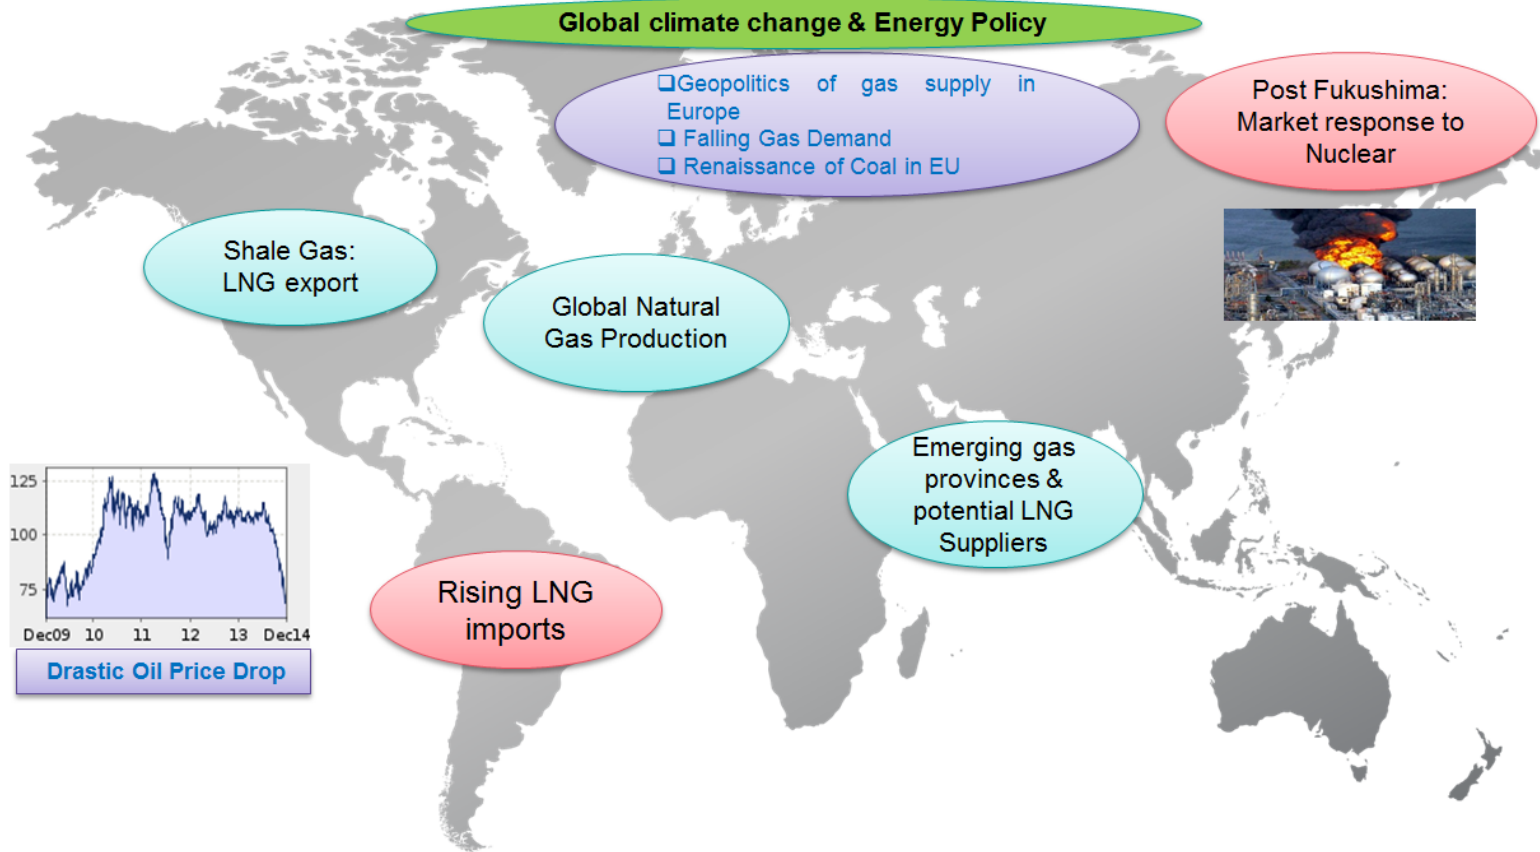 Global climate change & Energy Policy
❑Geopolitics of gas supply in
Europe
❑ Falling Gas Demand
❑ Renaissance of Coal in EU
Post Fukushima:
Market response to
Nuclear
Shale Gas:
LNG export
Global Natural
Gas Production
Emerging gas
provinces &
potential LNG
Suppliers
125
100
75
Dec09 10 11 12 13 Dec14
Drastic Oil Price Drop
Rising LNG
imports